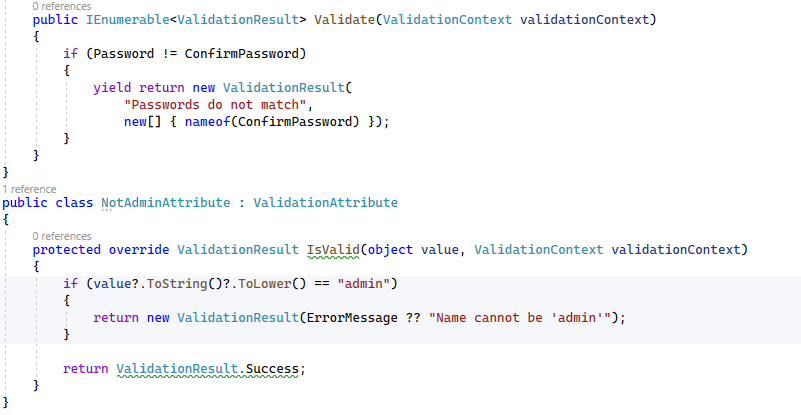 0 references
public IEnumerable<ValidationResult> Validate(ValidationContext validationContext)
{
if (Password != ConfirmPassword)
{
yield return new ValidationResult(
"Passwords do not match",
new[] { nameof(ConfirmPassword) });
}
}
}
1 reference
public class NotAdminAttribute : ValidationAttribute
{
0 references
protected override ValidationResult IsValid(object value, ValidationContext validationContext)
{
if (value?.ToString()?.ToLower() == "admin")
{
return new ValidationResult(ErrorMessage ?? "Name cannot be 'admin'");
}
return ValidationResult.Success;
}
}